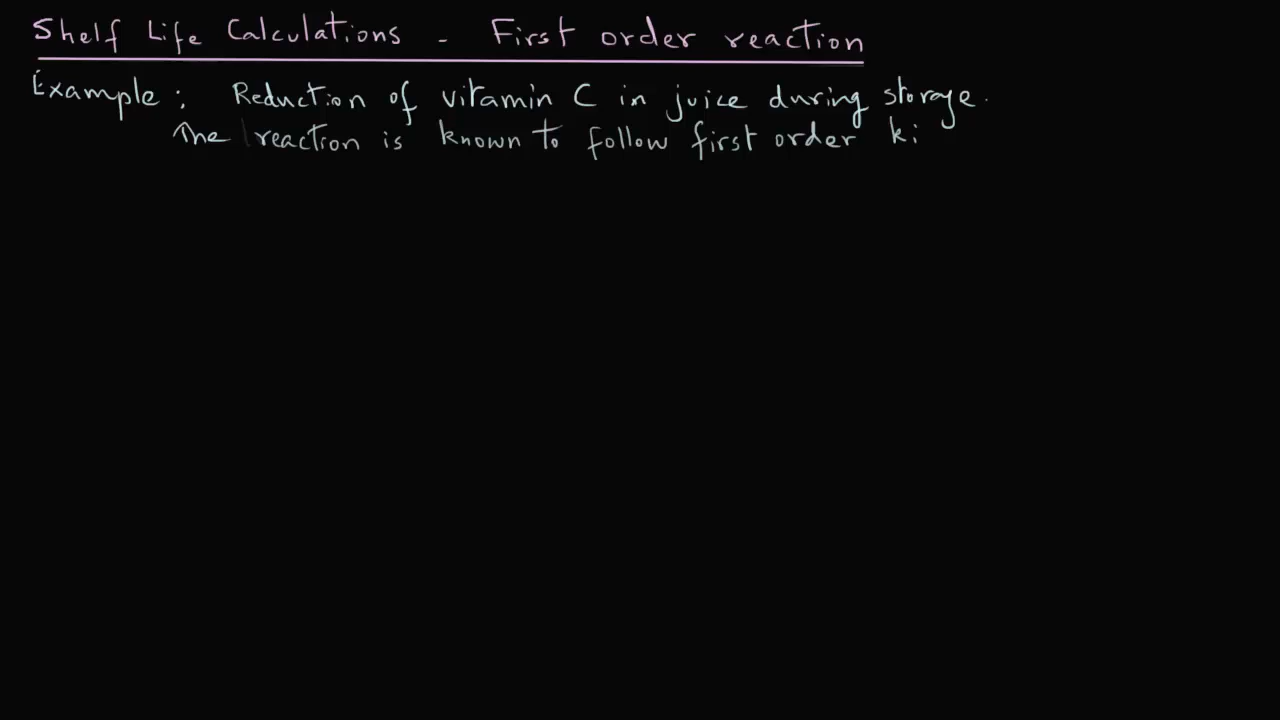 Shelf Life Calculations - First order reaction
Example : Reduction of vitamin C in juice during storage.
The reaction is known to follow first order ki